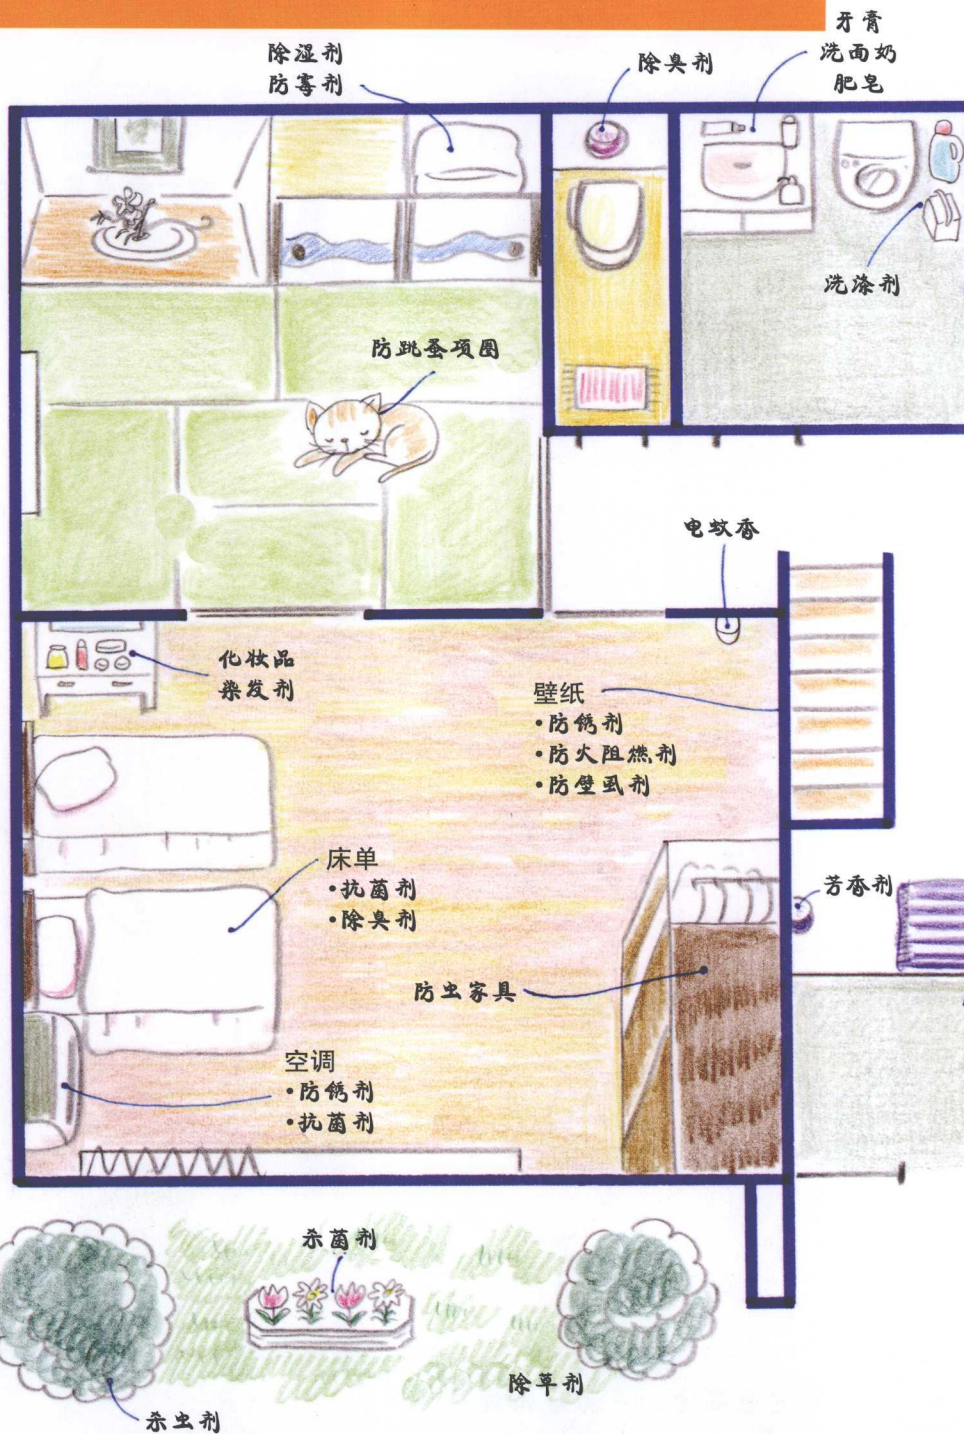 牙膏
洗面奶
肥皂
除湿剂
防霉剂
除臭剂
洗涤剂
防跳蚤项圈
电蚊香
化妆品
染发剂
壁纸
•防锈剂
•防火阻燃剂
•防壁虱剂
床单
•抗菌剂
•除臭剂
芳香剂
防虫家具
空调
•防锈剂
•抗菌剂
杀菌剂
除草剂
杀虫剂